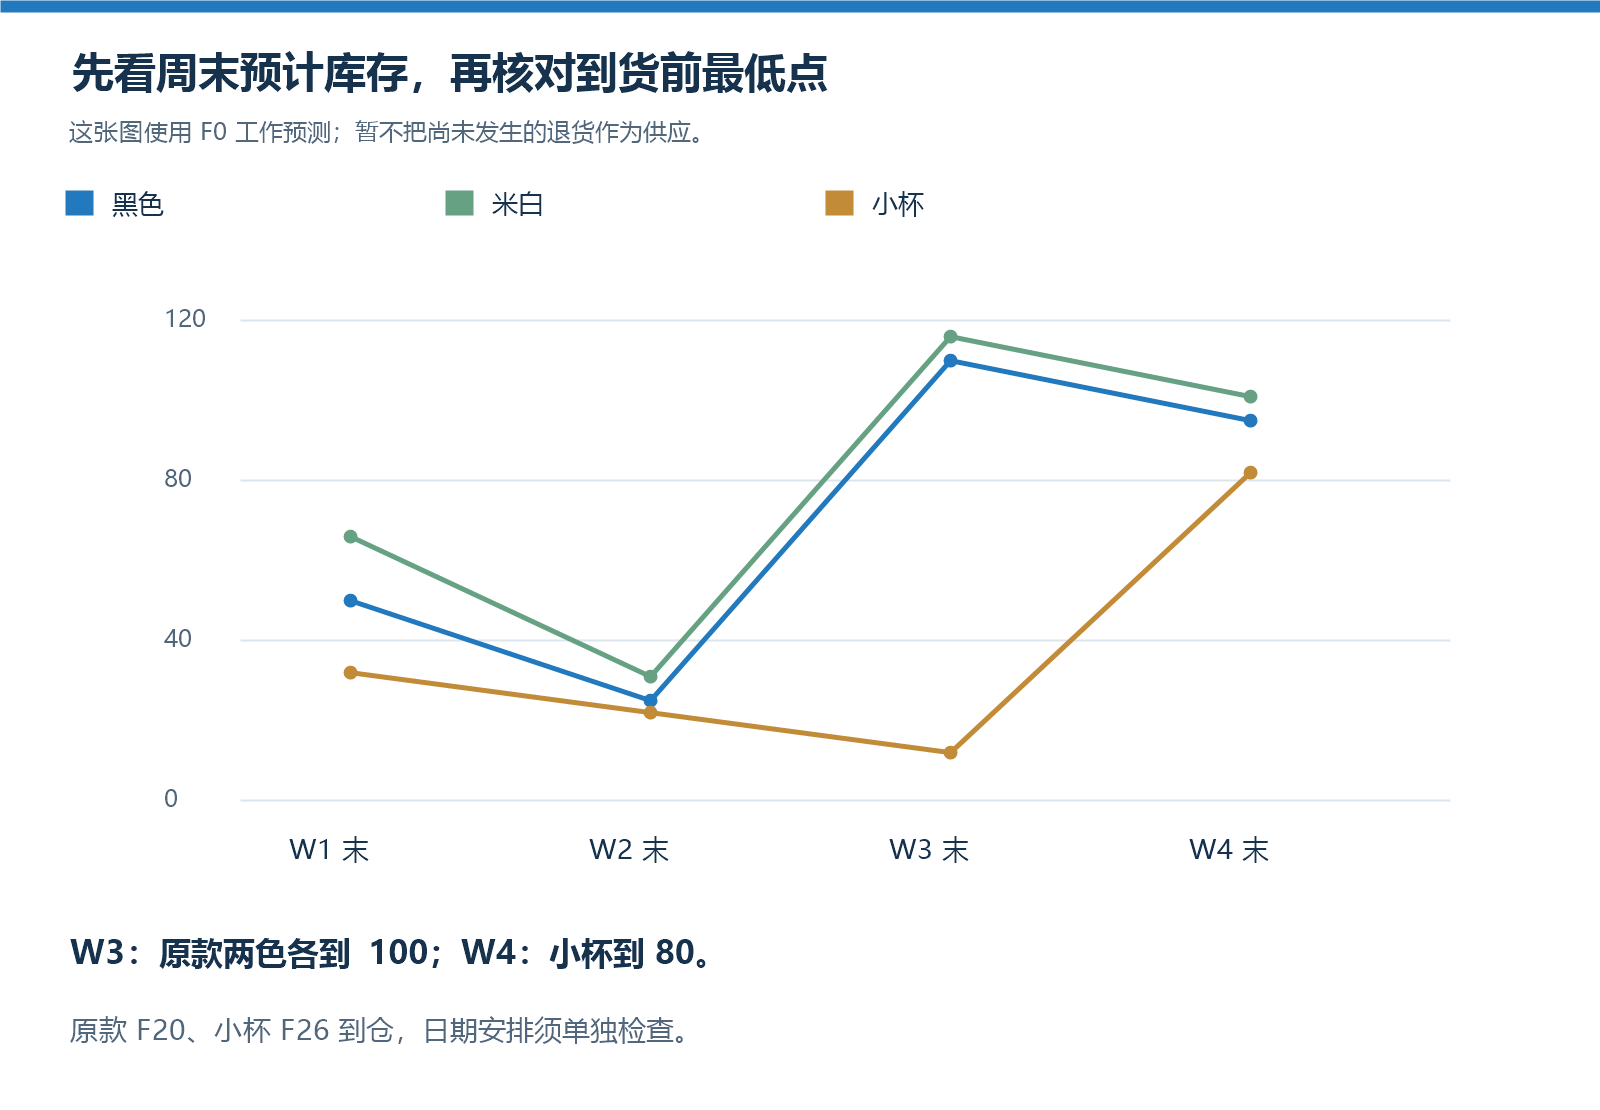 先看周末预计库存，再核对到货前最低点
这张图使用 F0 工作预测；暂不把尚未发生的退货作为供应。
黑色
米白
小杯
120
80
40
0
W1 末
W2 末
W3 末
W4 末
W3：原款两色各到 100；W4：小杯到 80。
原款 F20、小杯 F26 到仓，日期安排须单独检查。